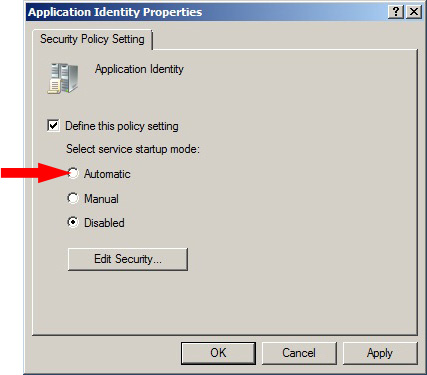 Application Identity Properties
Security Policy Setting
Application Identity
Define this policy setting
Select service startup mode:
Automatic
Manual
Disabled
Edit Security...
OK Cancel Apply